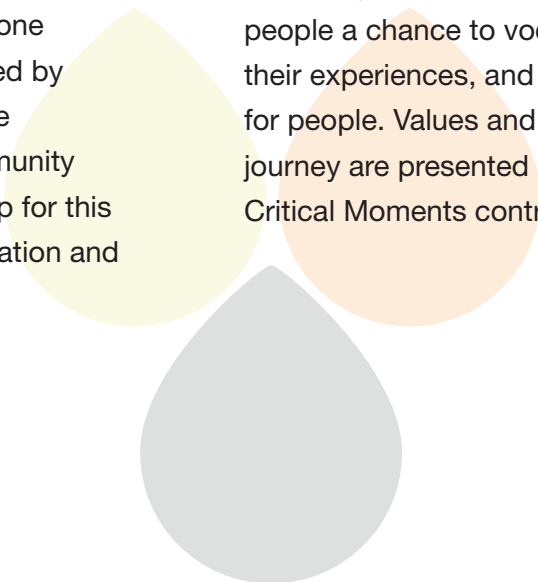 one
ed by
e
munity
p for this
ation and
people a chance to voc
their experiences, and
for people. Values and
journey are presented
Critical Moments contr